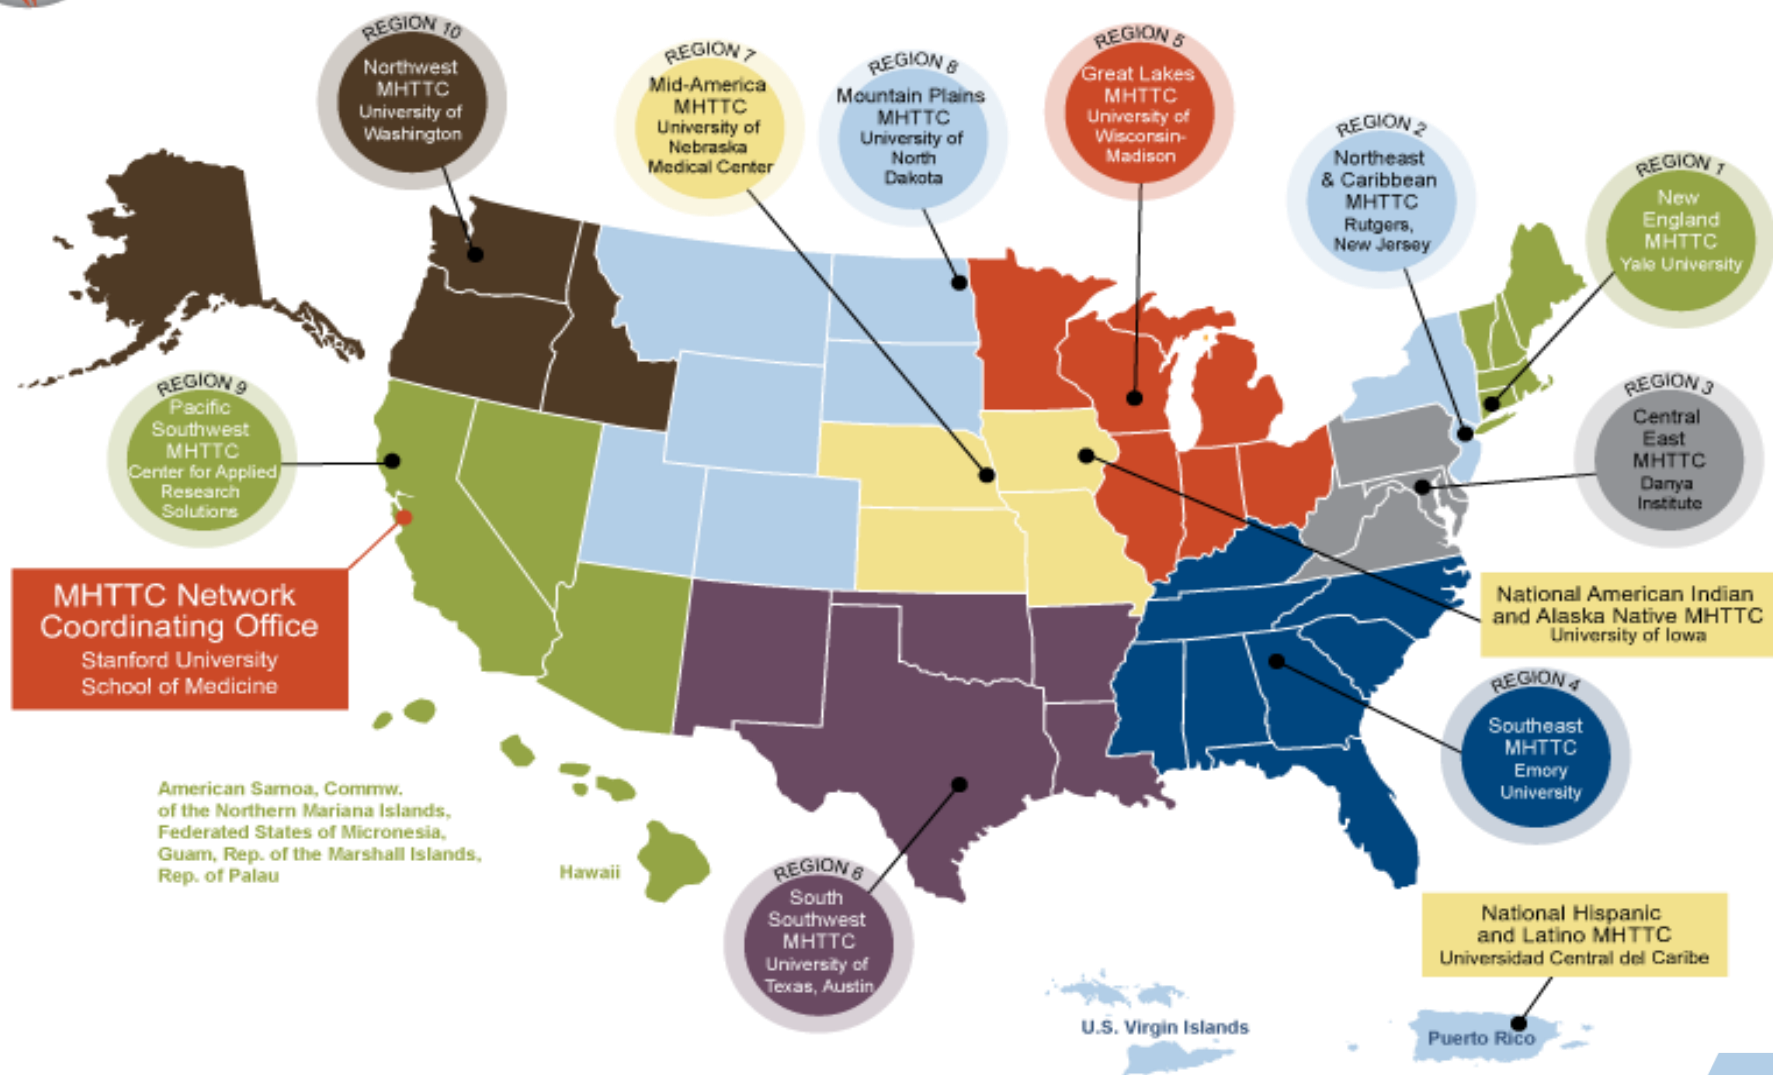 REGION 10
Northwest
MHTTC
University of
Washington
REGION 7
Mid-America
MHTTC
University of
Nebraska
Medical Center
REGION 8
Mountain Plains
MHTTC
University of
North
Dakota
REGION 5
Great Lakes
MHTTC
University of
Wisconsin-
Madison
REGION 2
Northeast
& Caribbean
MHTTC
Rutgers,
New Jersey
REGION 1
New
England
MHTTC
Yale University
REGION 9
Pacific
Southwest
MHTTC
Center for Applied
Research
Solutions
REGION 3
Central
East
MHTTC
Danya
Institute
MHTTC Network
Coordinating Office
Stanford University
School of Medicine
National American Indian
and Alaska Native MHTTC
University of Iowa
REGION 4
Southeast
MHTTC
Emory
University
American Samoa, Commw.
of the Northern Mariana Islands,
Federated States of Micronesia,
Guam, Rep. of the Marshall Islands,
Rep. of Palau
Hawaii
REGION 6
South
Southwest
MHTTC
University of
Texas, Austin
National Hispanic
and Latino MHTTC
Universidad Central del Caribe
U.S. Virgin Islands
Puerto Rico